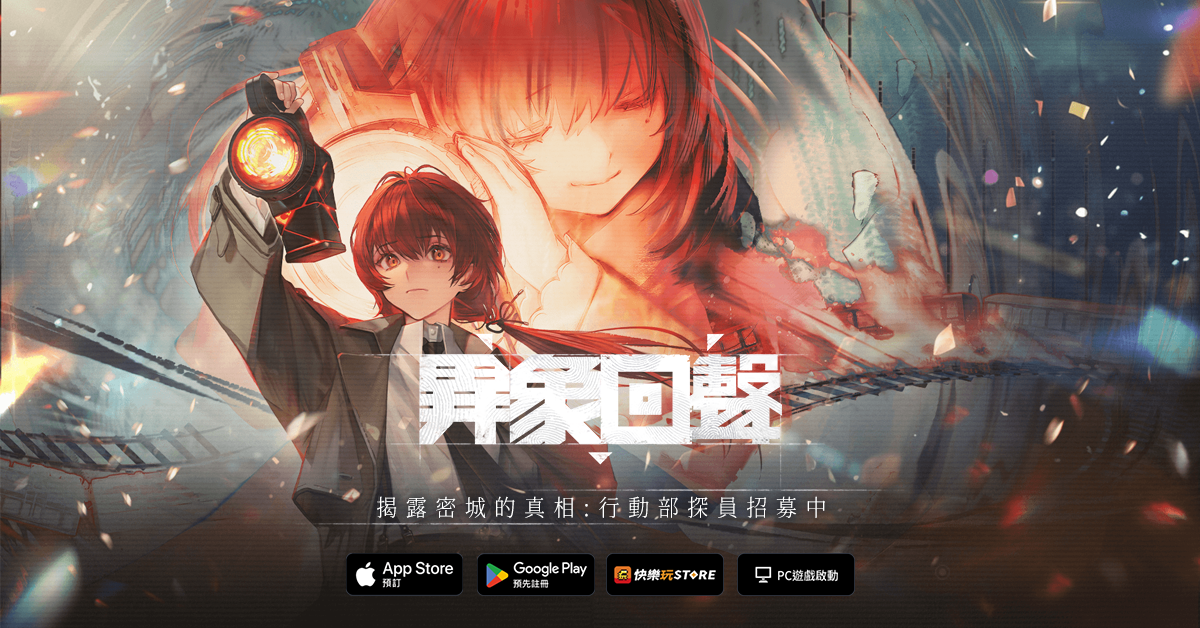 異象回聲
揭露密城的真相:行動部探員招募中
App Store
預訂
Google Play
預先註冊
快樂玩STORE
PC遊戲啟動